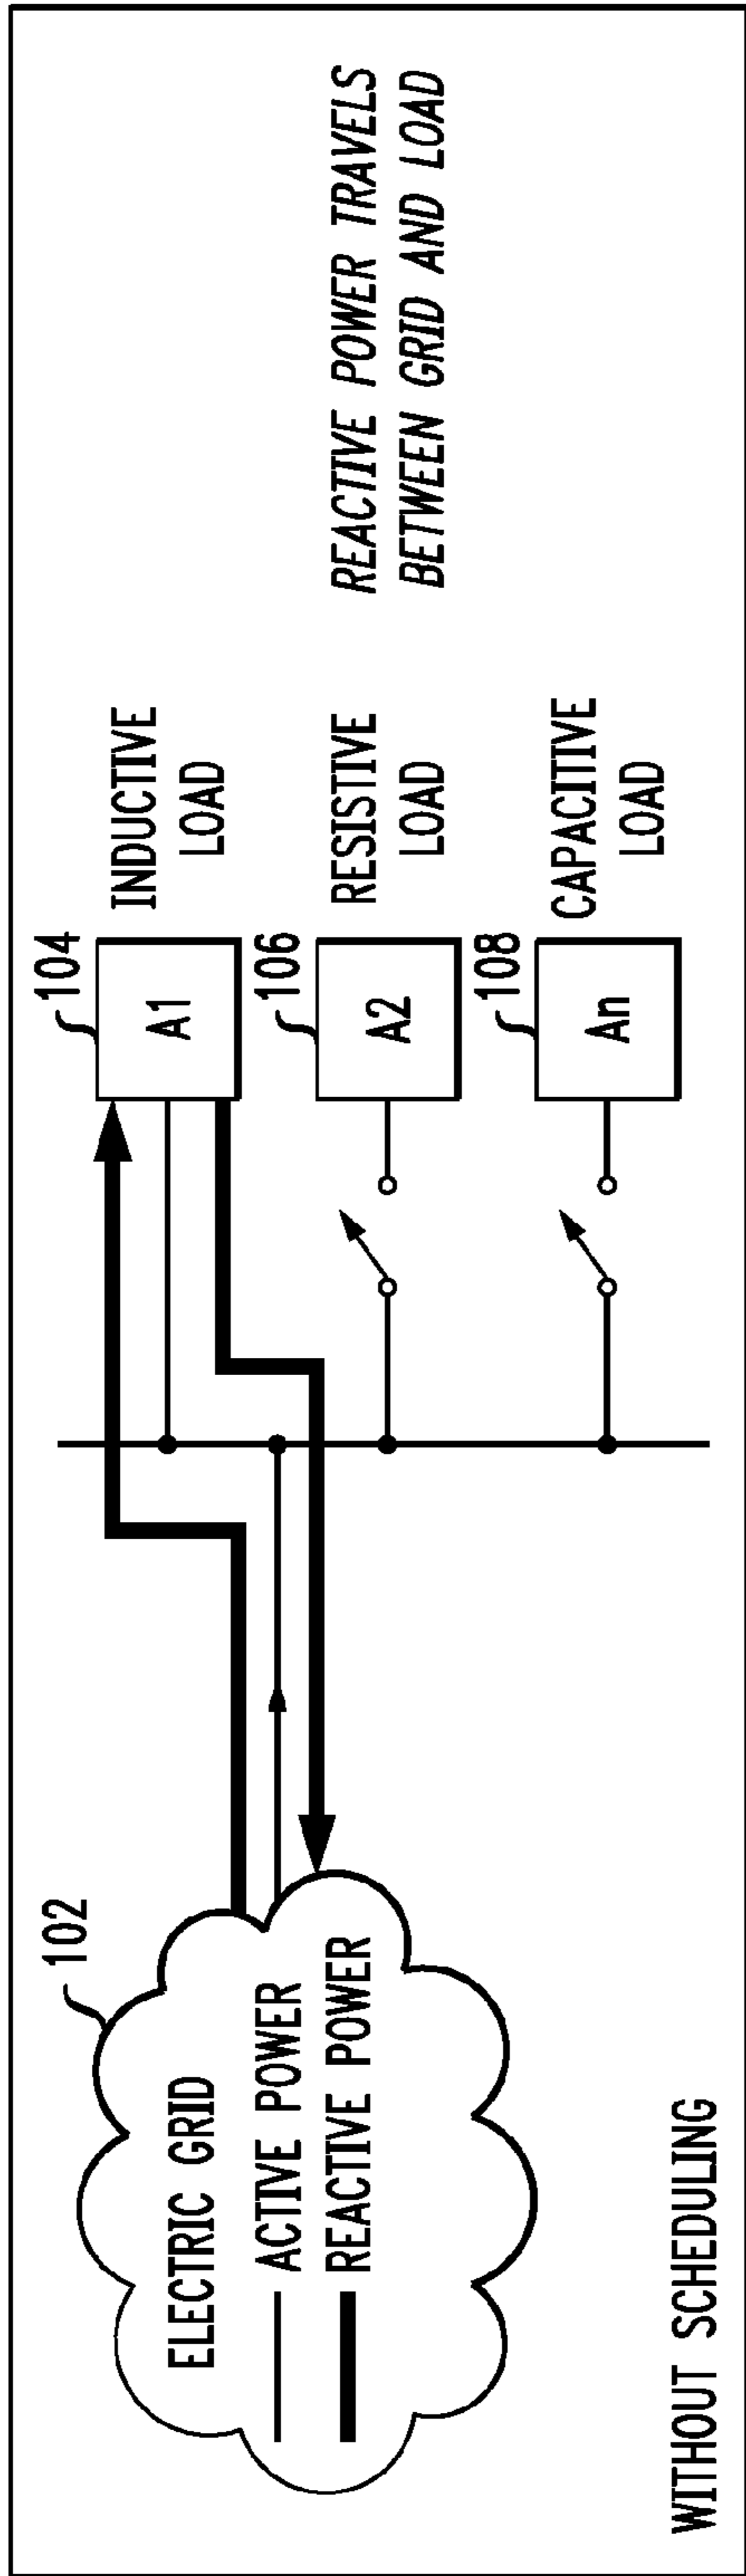 102
ELECTRIC GRID
ACTIVE POWER
REACTIVE POWER
104
A1
INDUCTIVE
LOAD
106
A2
RESISTIVE
LOAD
108
An
CAPACITIVE
LOAD
REACTIVE POWER TRAVELS
BETWEEN GRID AND LOAD
WITHOUT SCHEDULING